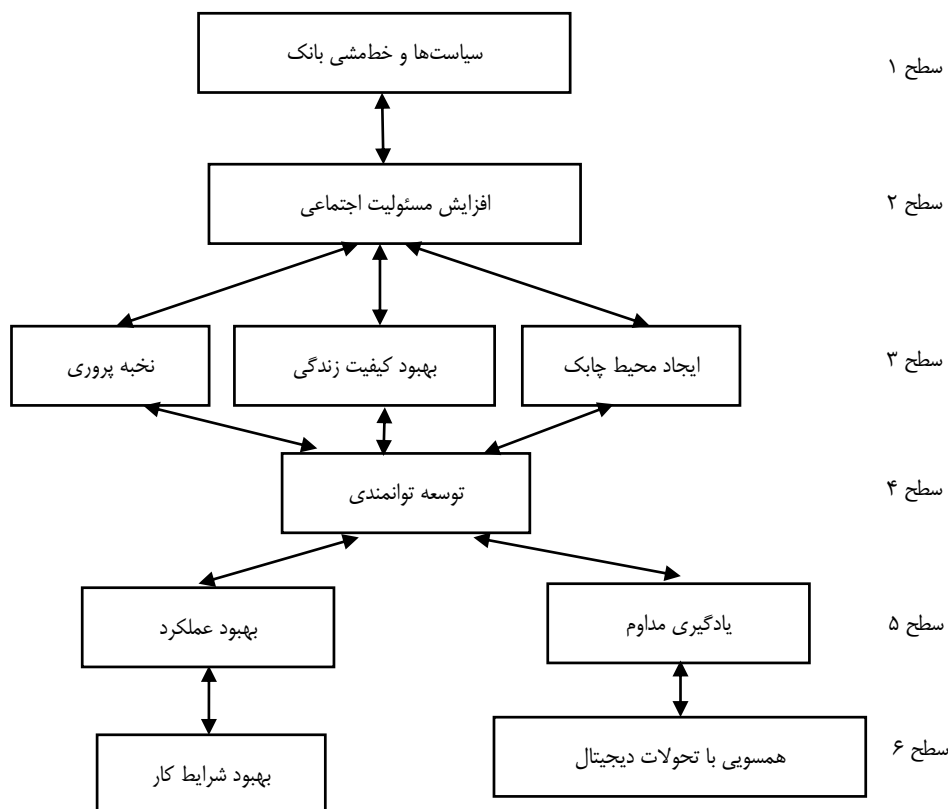 سیاست‌ها و خط‌مشی بانک
سطح ۱
افزایش مسئولیت اجتماعی
سطح ۲
ایجاد محیط چابک
بهبود کیفیت زندگی
نخبه پروری
سطح ۳
توسعه توانمندی
سطح ۴
یادگیری مداوم
بهبود عملکرد
سطح ۵
همسویی با تحولات دیجیتال
بهبود شرایط کار
سطح ۶